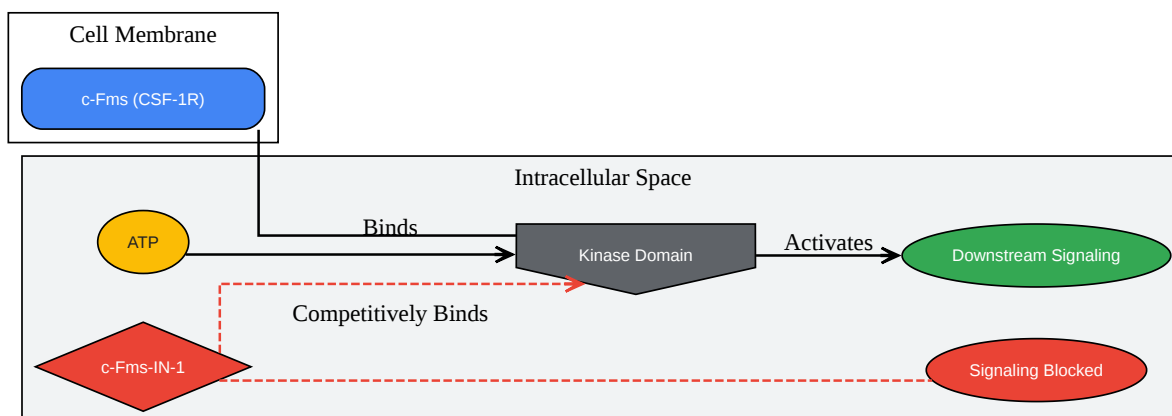 Cell Membrane
c-Fms (CSF-1R)
Intracellular Space
ATP
Binds
Kinase Domain
Activates
Downstream Signaling
Competitively Binds
c-Fms-IN-1
Signaling Blocked